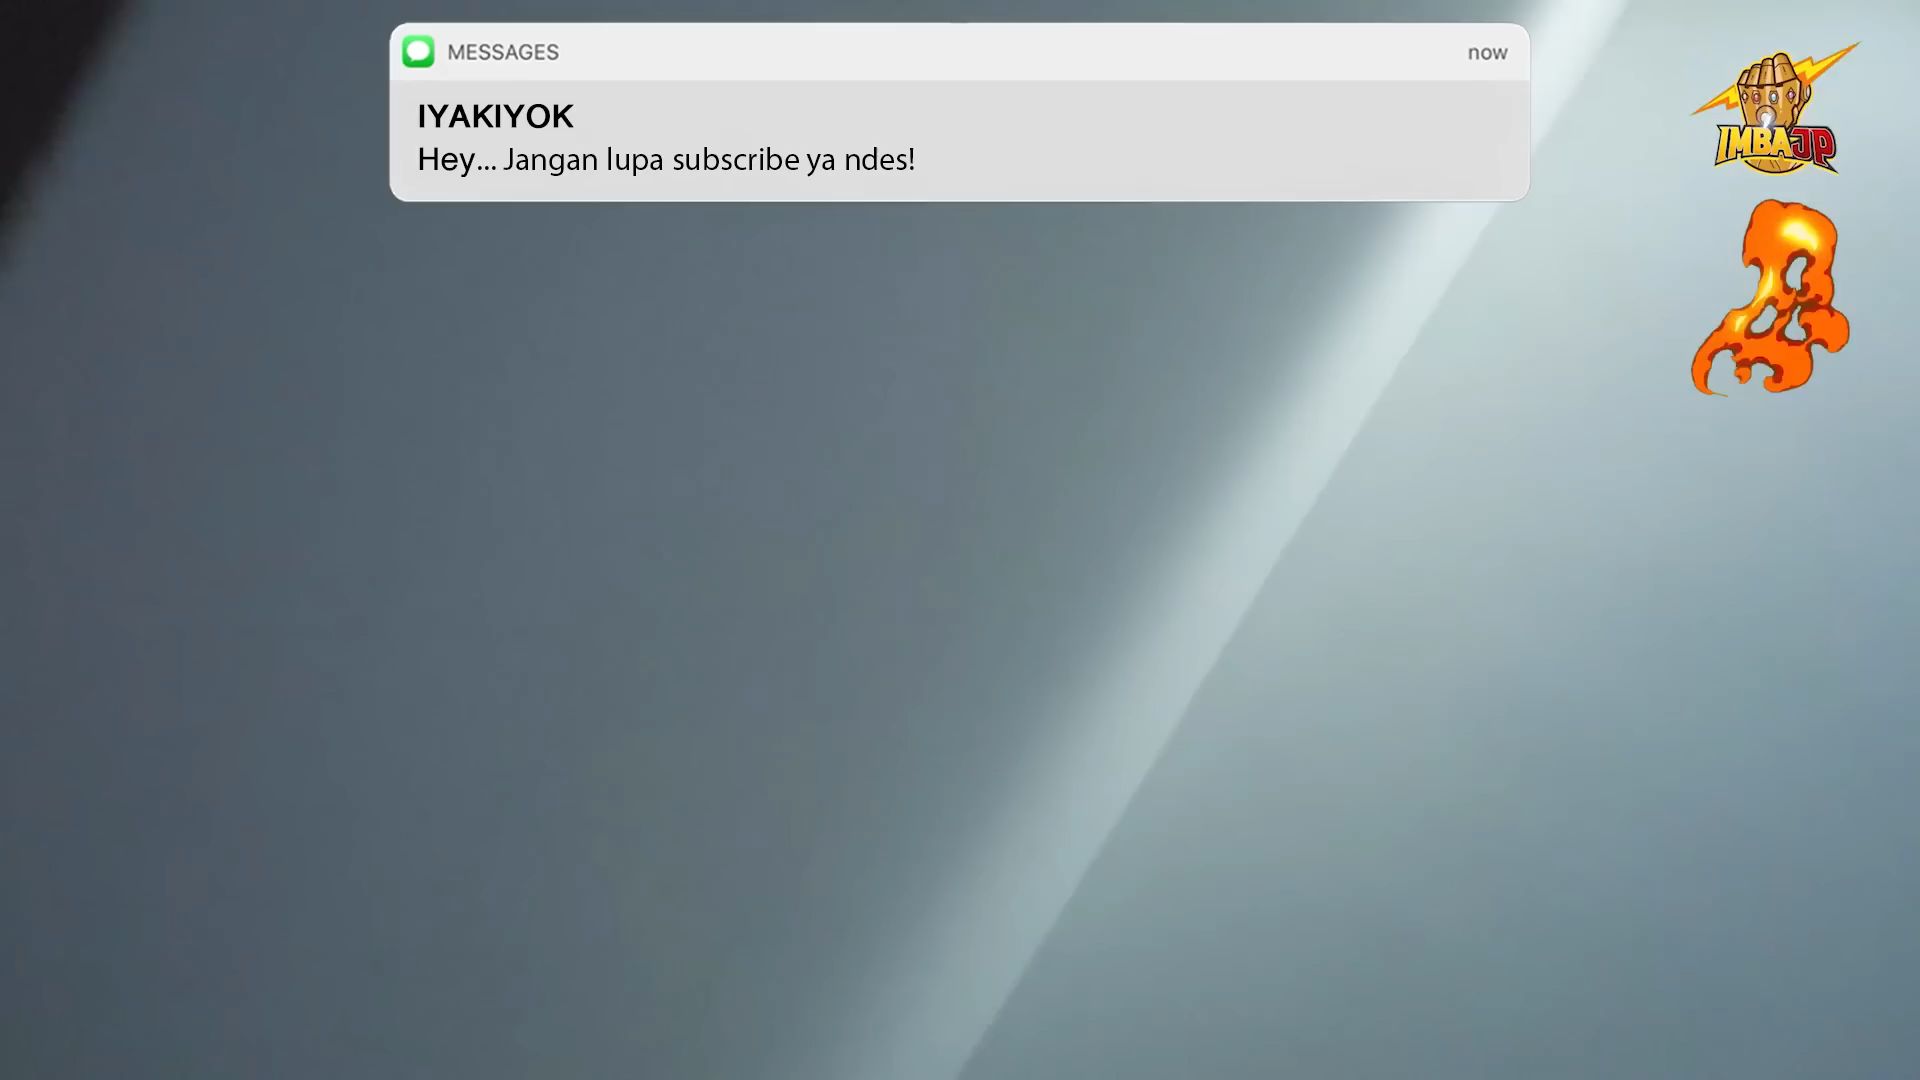 MESSAGES
now
IYAKIYOK
Hey... Jangan lupa subscribe ya ndes!
IMBAJP